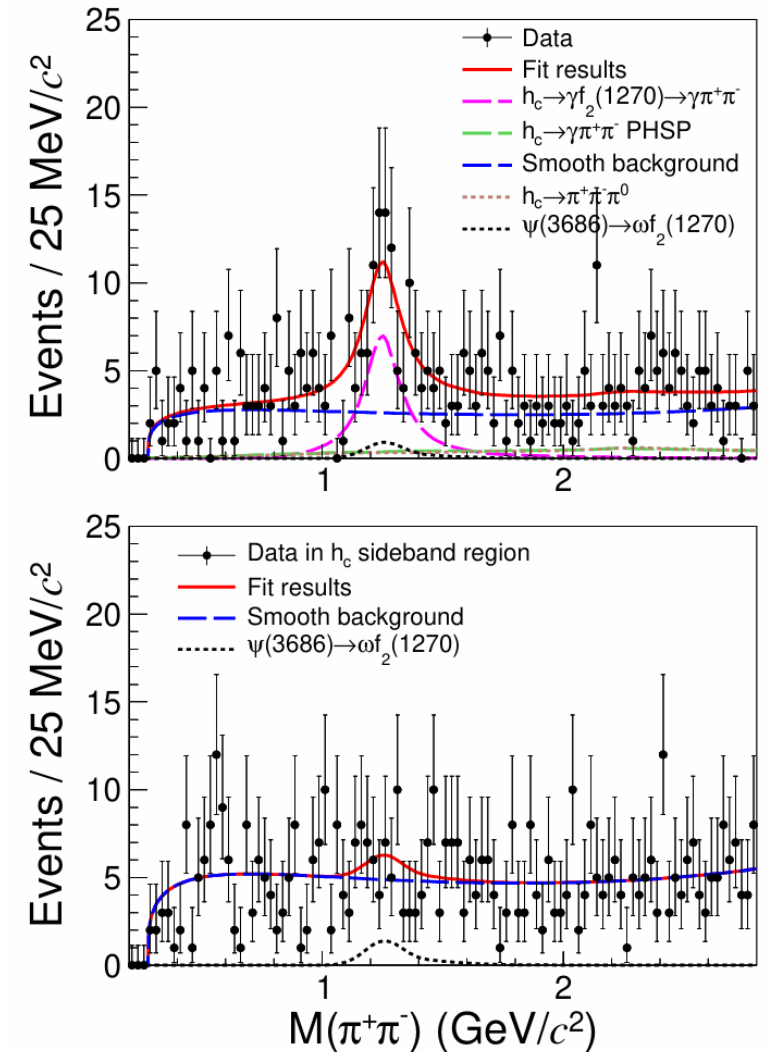 25
20
15
10
5
0
Events / 25 MeV/c²
Data
Fit results
h_c→γf₂(1270)→γπ⁺π⁻
h_c→γπ⁺π⁻ PHSP
Smooth background
h_c→π⁺π⁻π⁰
ψ(3686)→ωf₂(1270)
1
2
25
20
15
10
5
0
Events / 25 MeV/c²
Data in h_c sideband region
Fit results
Smooth background
ψ(3686)→ωf₂(1270)
1
2
M(π⁺π⁻) (GeV/c²)